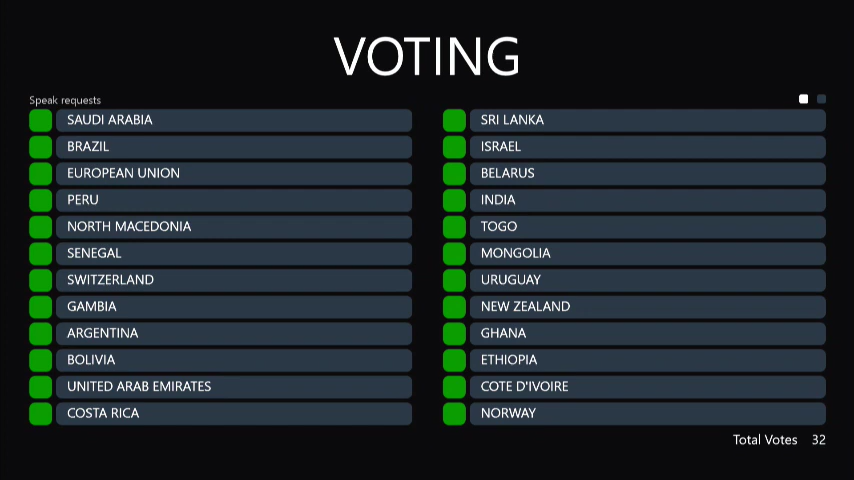 VOTING
Speak requests
SAUDI ARABIA
BRAZIL
EUROPEAN UNION
PERU
NORTH MACEDONIA
SENEGAL
SWITZERLAND
GAMBIA
ARGENTINA
BOLIVIA
UNITED ARAB EMIRATES
COSTA RICA
SRI LANKA
ISRAEL
BELARUS
INDIA
TOGO
MONGOLIA
URUGUAY
NEW ZEALAND
GHANA
ETHIOPIA
COTE D'IVOIRE
NORWAY
Total Votes 32